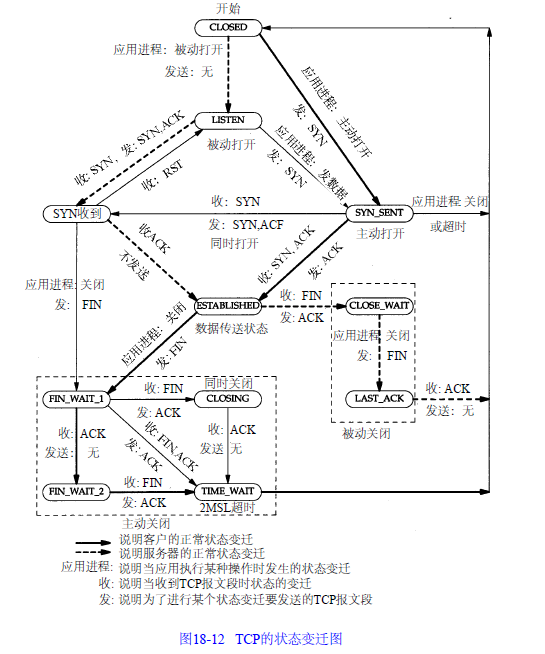 开始
CLOSED
应用进程：被动打开
发送：无
应用进程：主动打开
发：SYN
LISTEN
被动打开
收: SYN，发: SYN,ACK
收: RST
应用进程：发数据
发：SYN
SYN收到
收：SYN
发：SYN,ACF
同时打开
SYN_SENT
主动打开
应用进程:关闭
或超时
收ACK
不发送
收: SYN, ACK
发: ACK
应用进程: 关闭
发: FIN
ESTABLISHED
数据传送状态
收: FIN
发: ACK
CLOSE_WAIT
应用进程：关闭
发: FIN
应用进程: 关闭
发: FIN
LAST_ACK
收: ACK
发送: 无
被动关闭
FIN_WAIT_1
收: FIN
发: ACK
同时关闭
CLOSING
收: ACK
发送： 无
收: FIN,ACK
发: ACK
收: ACK
发送 无
FIN_WAIT_2
收: FIN
发: ACK
TIME_WAIT
2MSL超时
主动关闭
说明客户的正常状态变迁
说明服务器的正常状态变迁
应用进程: 说明当应用执行某种操作时发生的状态变迁
收: 说明当收到TCP报文段时状态的变迁
发: 说明为了进行某个状态变迁要发送的TCP报文段
图18-12 TCP的状态变迁图